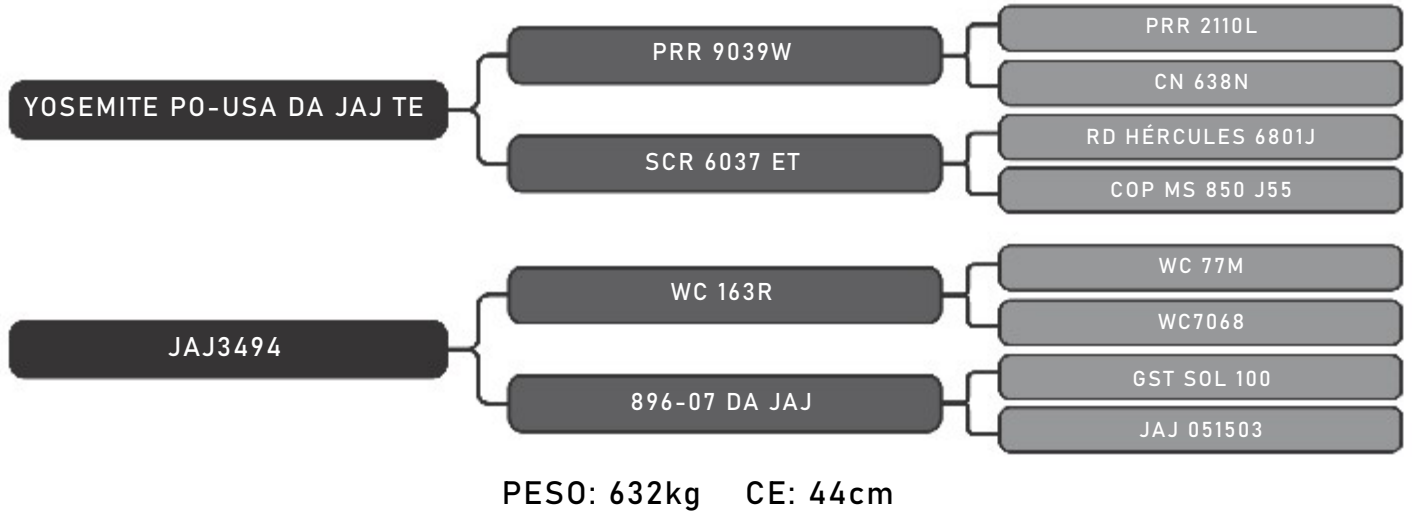 YOSEMITE PO-USA DA JAJ TE
PRR 9039W
PRR 2110L
CN 638N
SCR 6037 ET
RD HÉRCULES 6801J
COP MS 850 J55
JAJ3494
WC 163R
WC 77M
WC7068
896-07 DA JAJ
GST SOL 100
JAJ 051503
PESO: 632kg CE: 44cm